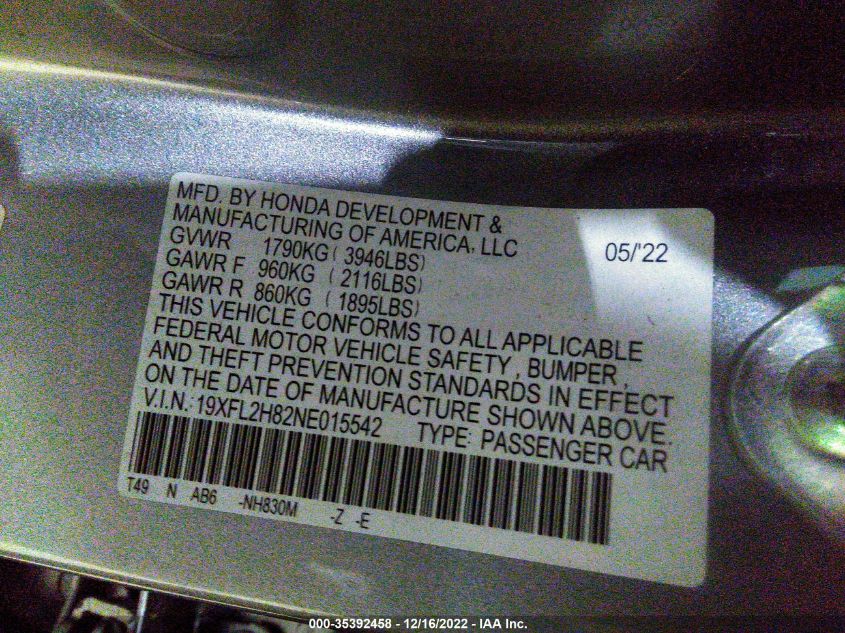 MFD. BY HONDA DEVELOPMENT &
MANUFACTURING OF AMERICA, LLC
05/'22
GVWR 1790KG ( 3946LBS)
GAWR F 960KG ( 2116LBS)
GAWR R 860KG ( 1895LBS)
THIS VEHICLE CONFORMS TO ALL APPLICABLE
FEDERAL MOTOR VEHICLE SAFETY , BUMPER ,
AND THEFT PREVENTION STANDARDS IN EFFECT
ON THE DATE OF MANUFACTURE SHOWN ABOVE.
V.I.N.: 19XFL2H82NE015542 TYPE: PASSENGER CAR
T49 N AB6 -NH830M -Z -E
000-35392458 - 12/16/2022 - IAA Inc.